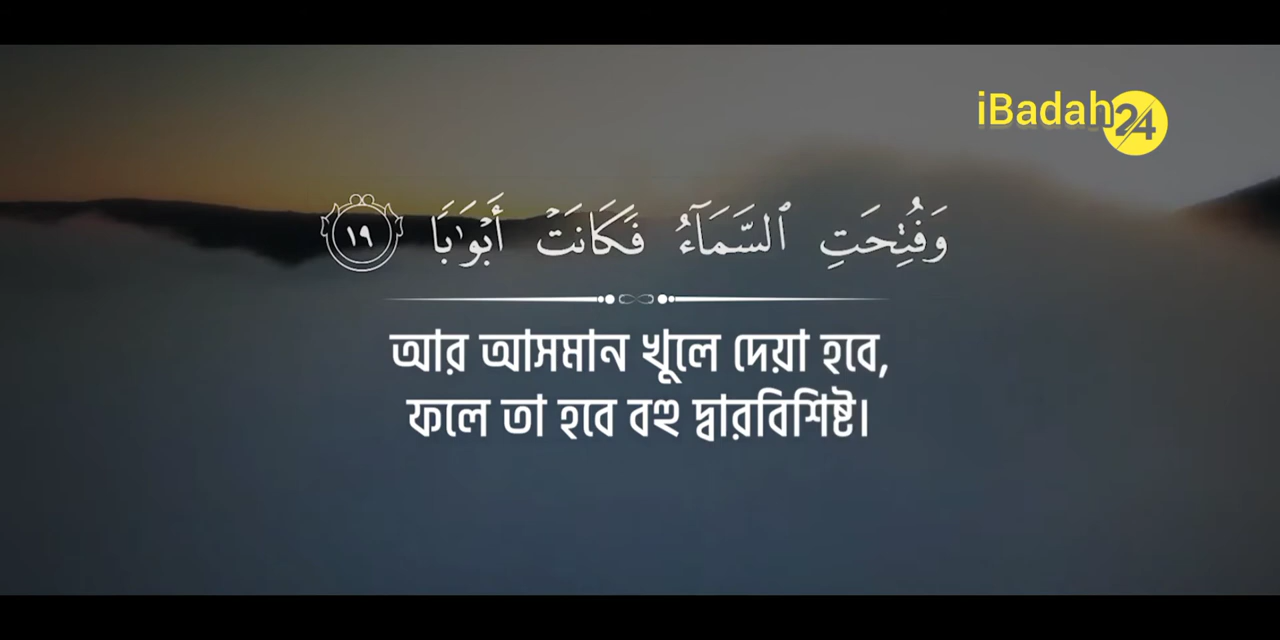 iBadah24
وَفُتِحَتِ ٱلسَّمَآءُ فَكَانَتْ أَبْوَٰبًا ١٩
আর আসমান খুলে দেয়া হবে,
ফলে তা হবে বহু দ্বারবিশিষ্ট।